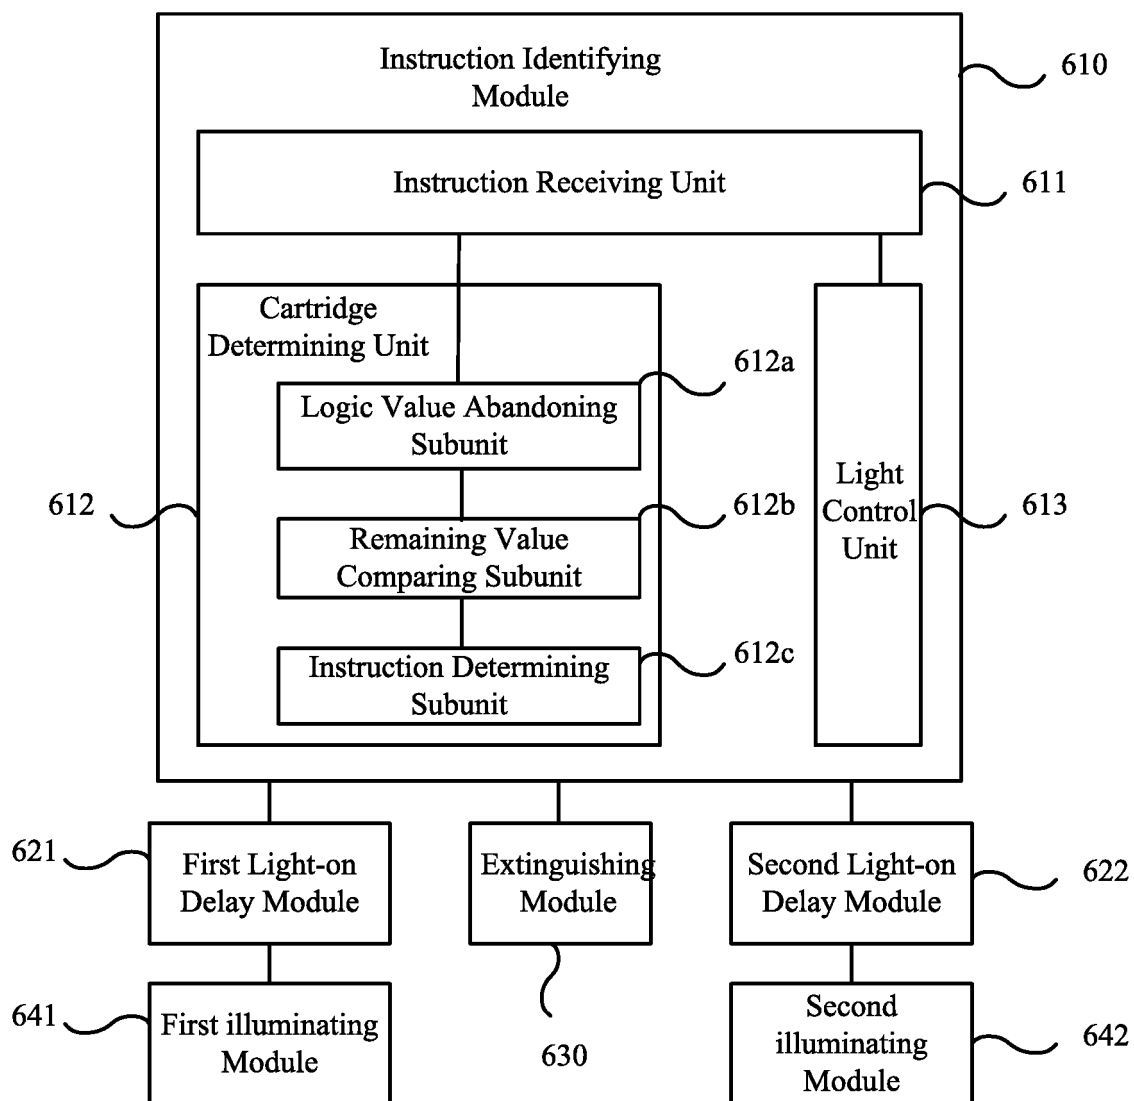 Instruction Identifying
Module
610
Instruction Receiving Unit
611
Cartridge
Determining Unit
612a
Logic Value Abandoning
Subunit
612
612b
Remaining Value
Comparing Subunit
Light
Control
Unit
613
612c
Instruction Determining
Subunit
621
First Light-on
Delay Module
Extinguishing
Module
Second Light-on
Delay Module
622
641
First illuminating
Module
630
Second
illuminating
Module
642